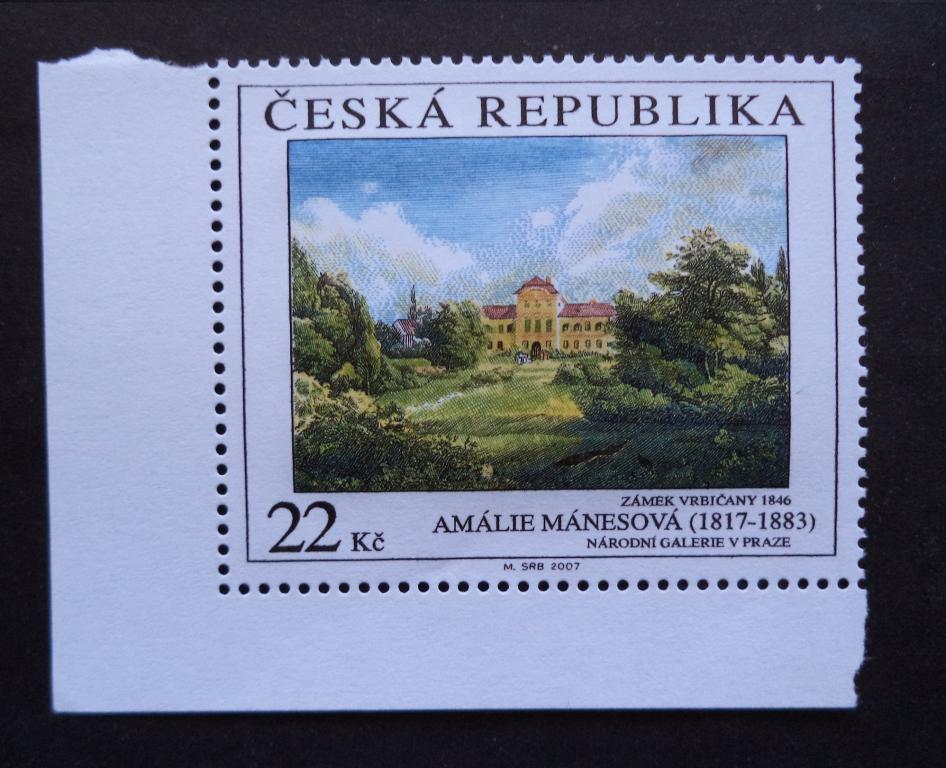 ČESKÁ REPUBLIKA
ZÁMEK VRBIČANY 1846
22 Kč
AMÁLIE MÁNESOVÁ (1817-1883)
NÁRODNÍ GALERIE V PRAZE
M. SRB 2007